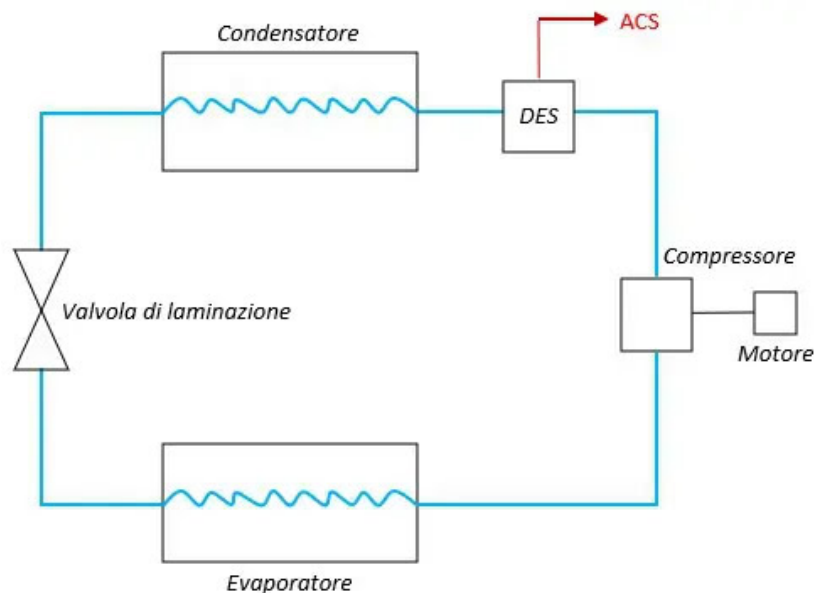 Condensatore
ACS
DES
Compressore
Valvola di laminazione
Motore
Evaporatore